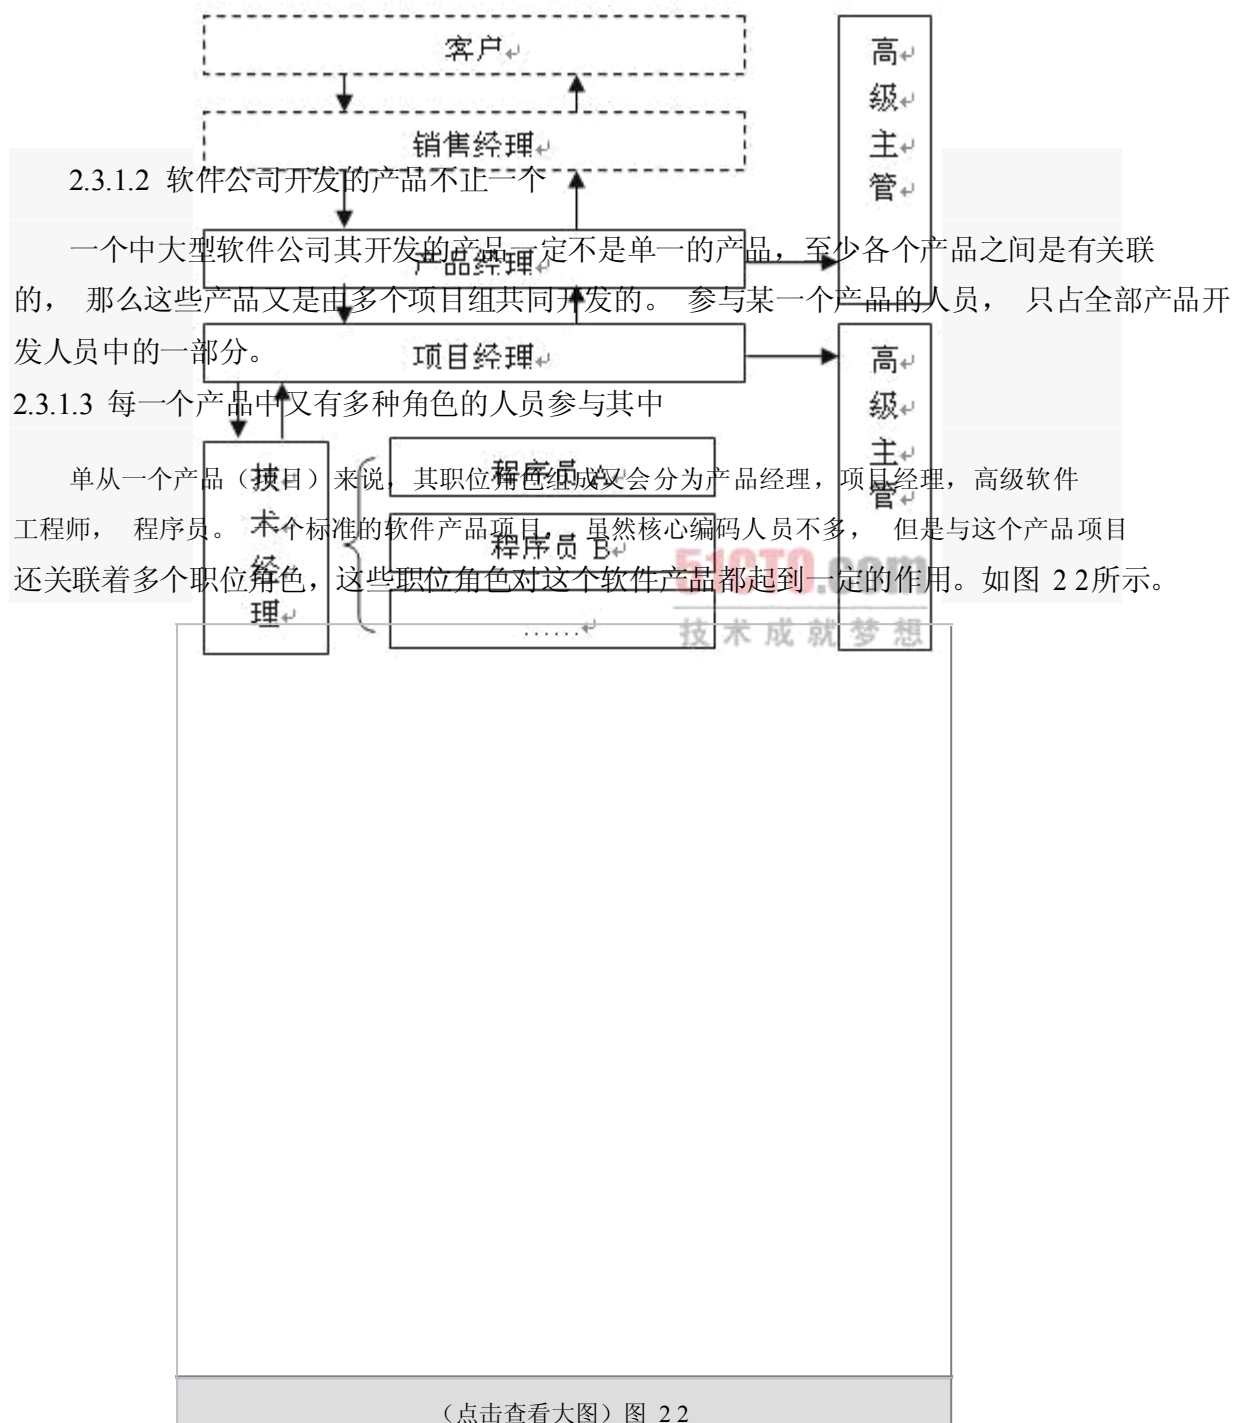 客户
销售经理
产品经理
项目经理
高
级
主
管
高
级
主
管
技
术
经
理
程序员 A
程序员 B
......
2.3.1.2 软件公司开发的产品不止一个
一个中大型软件公司其开发的产品一定不是单一的产品，至少各个产品之间是有关联
的， 那么这些产品又是由多个项目组共同开发的。 参与某一个产品的人员， 只占全部产品开
发人员中的一部分。
2.3.1.3 每一个产品中又有多种角色的人员参与其中
单从一个产品（项目）来说，其职位角色组成又会分为产品经理，项目经理，高级软件
工程师， 程序员。 一个标准的软件产品项目， 虽然核心编码人员不多， 但是与这个产品项目
还关联着多个职位角色，这些职位角色对这个软件产品都起到一定的作用。如图 2 2所示。
51CTO.com
技术成就梦想
（点击查看大图）图 2 2